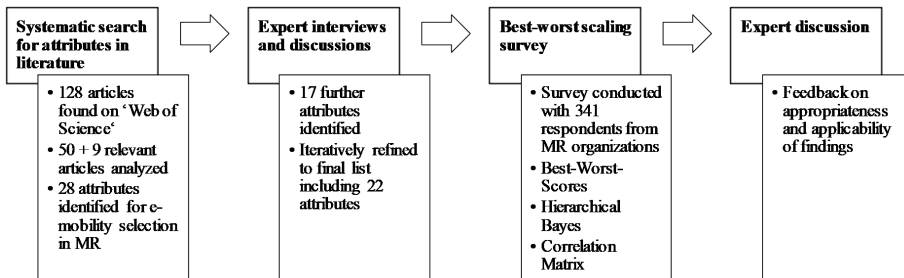 Systematic search
for attributes in
literature
• 128 articles
found on ‘Web of
Science‘
• 50 + 9 relevant
articles analyzed
• 28 attributes
identified for e-
mobility selection
in MR
Expert interviews
and discussions
• 17 further
attributes
identified
• Iteratively refined
to final list
including 22
attributes
Best-worst scaling
survey
• Survey conducted
with 341
respondents from
MR organizations
• Best-Worst-
Scores
• Hierarchical
Bayes
• Correlation
Matrix
Expert discussion
• Feedback on
appropriateness
and applicability
of findings